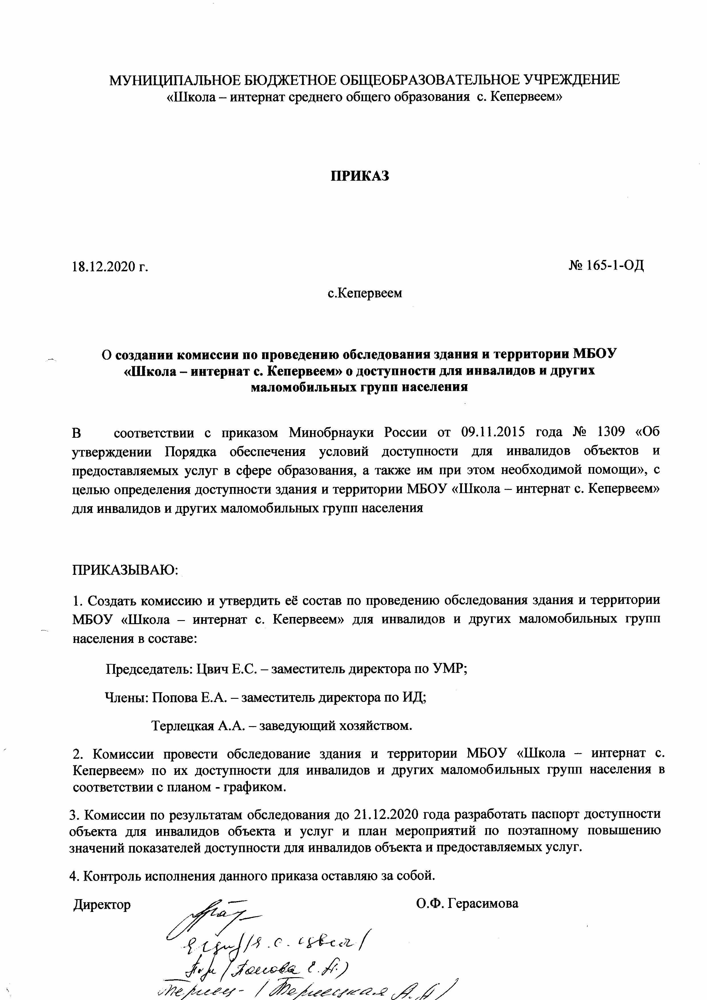 МУНИЦИПАЛЬНОЕ БЮДЖЕТНОЕ ОБЩЕОБРАЗОВАТЕЛЬНОЕ УЧРЕЖДЕНИЕ
«Школа – интернат среднего общего образования с. Кепервеем»
ПРИКАЗ
18.12.2020 г. № 165-1-ОД
с.Кепервеем
О создании комиссии по проведению обследования здания и территории МБОУ
«Школа – интернат с. Кепервеем» о доступности для инвалидов и других
маломобильных групп населения
В соответствии с приказом Минобрнауки России от 09.11.2015 года № 1309 «Об
утверждении Порядка обеспечения условий доступности для инвалидов объектов и
предоставляемых услуг в сфере образования, а также им при этом необходимой помощи», с
целью определения доступности здания и территории МБОУ «Школа – интернат с. Кепервеем»
для инвалидов и других маломобильных групп населения
ПРИКАЗЫВАЮ:
1. Создать комиссию и утвердить её состав по проведению обследования здания и территории
МБОУ «Школа – интернат с. Кепервеем» для инвалидов и других маломобильных групп
населения в составе:
Председатель: Цвич Е.С. – заместитель директора по УМР;
Члены: Попова Е.А. – заместитель директора по ИД;
Терлецкая А.А. – заведующий хозяйством.
2. Комиссии провести обследование здания и территории МБОУ «Школа – интернат с.
Кепервеем» по их доступности для инвалидов и других маломобильных групп населения в
соответствии с планом - графиком.
3. Комиссии по результатам обследования до 21.12.2020 года разработать паспорт доступности
объекта для инвалидов объекта и услуг и план мероприятий по поэтапному повышению
значений показателей доступности для инвалидов объекта и предоставляемых услуг.
4. Контроль исполнения данного приказа оставляю за собой.
Директор О.Ф. Герасимова
(Попова Е.А.)
/ Терлецкая А.А /